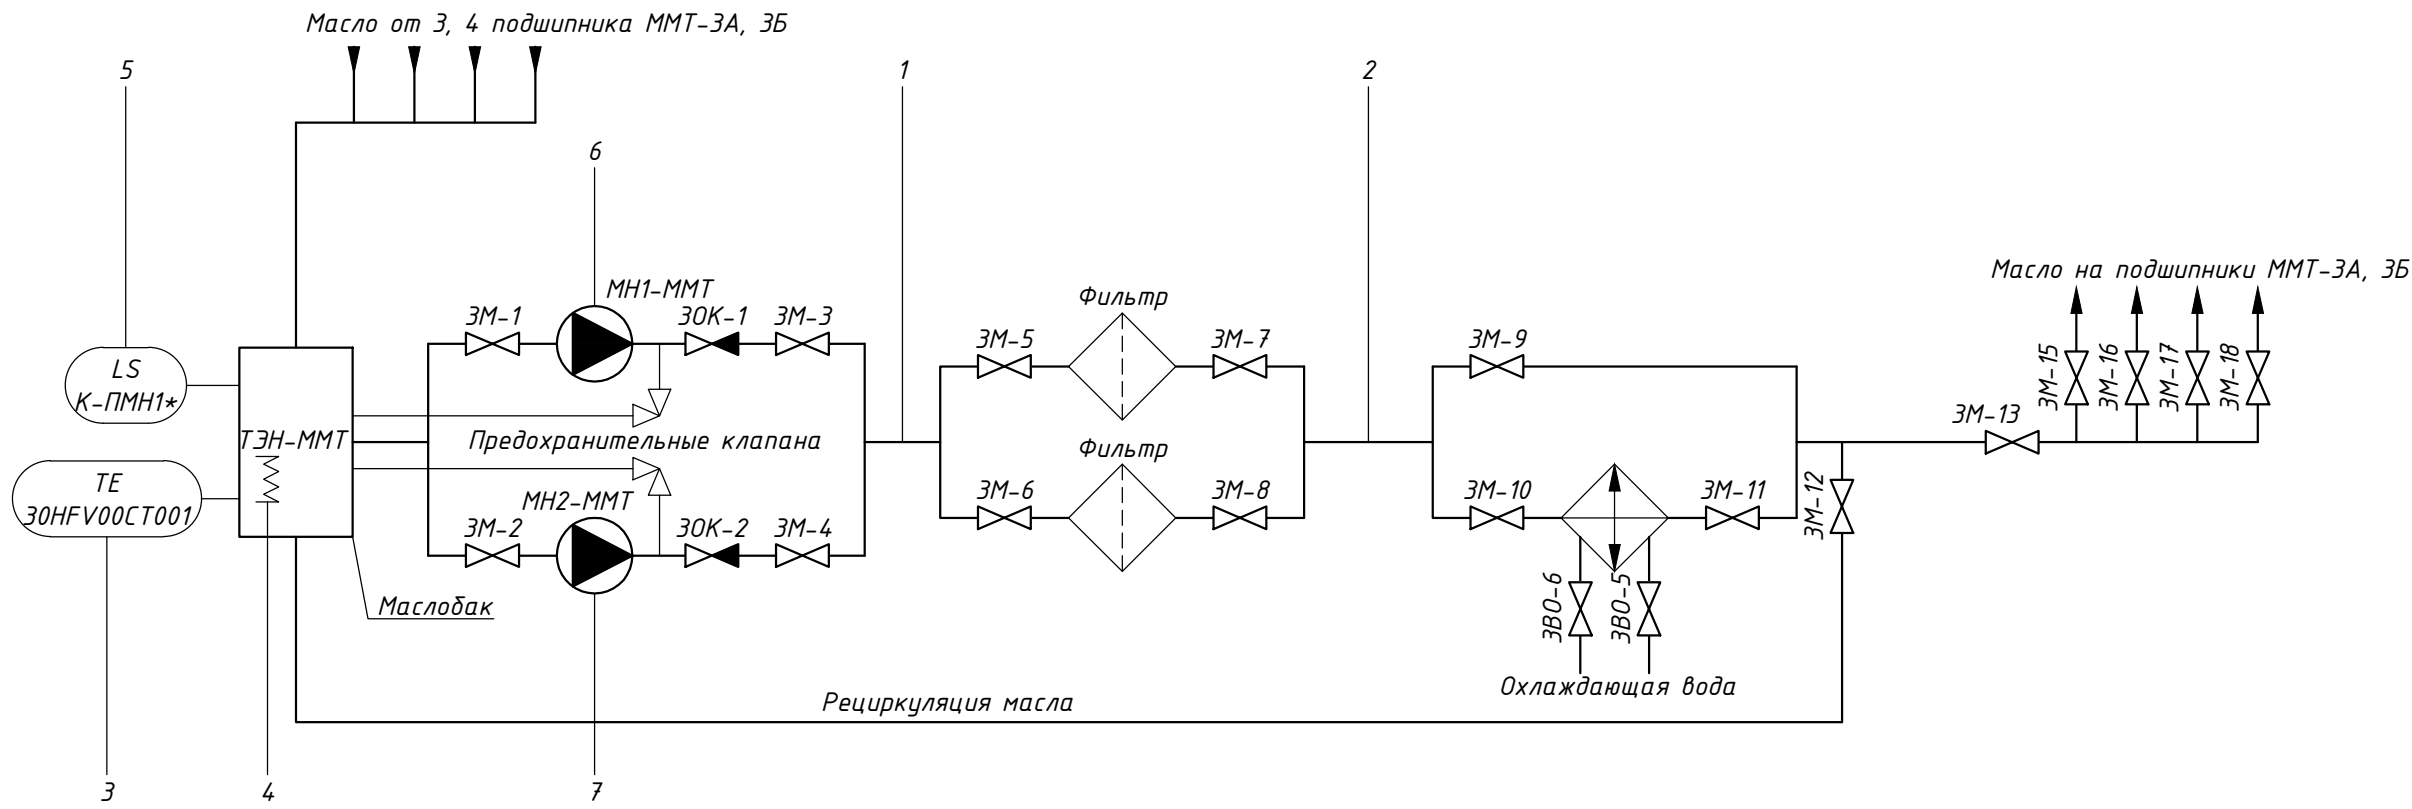 Масло от 3, 4 подшипника ММТ-3А, 3Б
5
1
2
6
Масло на подшипники ММТ-3А, 3Б
МН1-ММТ
Фильтр
3М-1
3ОК-1
3М-3
3М-5
3М-7
3М-9
3М-15
3М-16
3М-17
3М-18
LS
К-ПМН1*
ТЭН-ММТ
Предохранительные клапана
Фильтр
3М-13
TE
30HFV00CT001
МН2-ММТ
3М-2
3ОК-2
3М-4
3М-6
3М-8
3М-10
3М-11
3М-12
Маслобак
3ВО-6
3ВО-5
Охлаждающая вода
Рециркуляция масла
3
4
7